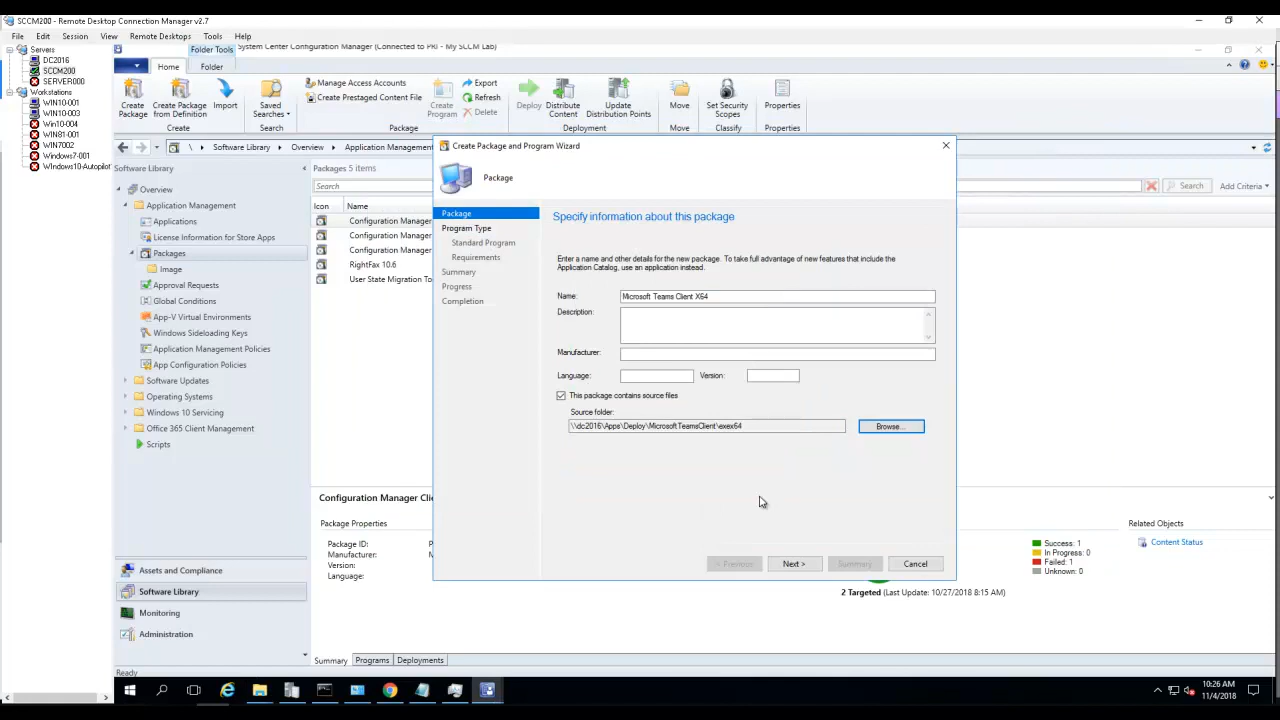 SCCM200 - Remote Desktop Connection Manager v2.7
File Edit Session View Remote Desktops Tools Help
Servers
DC2016
SCCM200
SERVER000
Workstations
WIN10-001
WIN10-003
Win10-004
WIN81-001
WIN7002
Windows7-001
Windows10-Autopilot
Folder Tools
System Center Configuration Manager (Connected to PRI - My SCCM Lab)
Home Folder
Create Package
Create Package from Definition
Import
Create
Saved Searches
Search
Manage Access Accounts
Create Prestaged Content File
Create Program
Export
Refresh
Delete
Package
Deploy
Distribute Content
Update Distribution Points
Deployment
Move
Move
Set Security Scopes
Classify
Properties
Properties
\ Software Library Overview Application Management
Software Library
Overview
Application Management
Applications
License Information for Store Apps
Packages
Image
Approval Requests
Global Conditions
App-V Virtual Environments
Windows Sideloading Keys
Application Management Policies
App Configuration Policies
Software Updates
Operating Systems
Windows 10 Servicing
Office 365 Client Management
Scripts
Assets and Compliance
Software Library
Monitoring
Administration
Ready
Packages 5 items
Search
Search
Add Criteria
Icon Name
Configuration Manager
Configuration Manager
Configuration Manager
RightFax 10.6
User State Migration To
Create Package and Program Wizard
Package
Package
Program Type
Standard Program
Requirements
Summary
Progress
Completion
Specify information about this package
Enter a name and other details for the new package. To take full advantage of new features that include the
Application Catalog, use an application instead.
Name: Microsoft Teams Client X64
Description:
Manufacturer:
Language: Version:
This package contains source files
Source folder:
\\dc2016\Apps\Deploy\MicrosoftTeamsClient\exex64 Browse...
< Previous Next > Summary Cancel
Configuration Manager Clie
Package Properties
Package ID: P
Manufacturer: M
Version:
Language:
Success: 1
In Progress: 0
Failed: 1
Unknown: 0
2 Targeted (Last Update: 10/27/2018 8:15 AM)
Related Objects
Content Status
Summary Programs Deployments
10:26 AM
11/4/2018